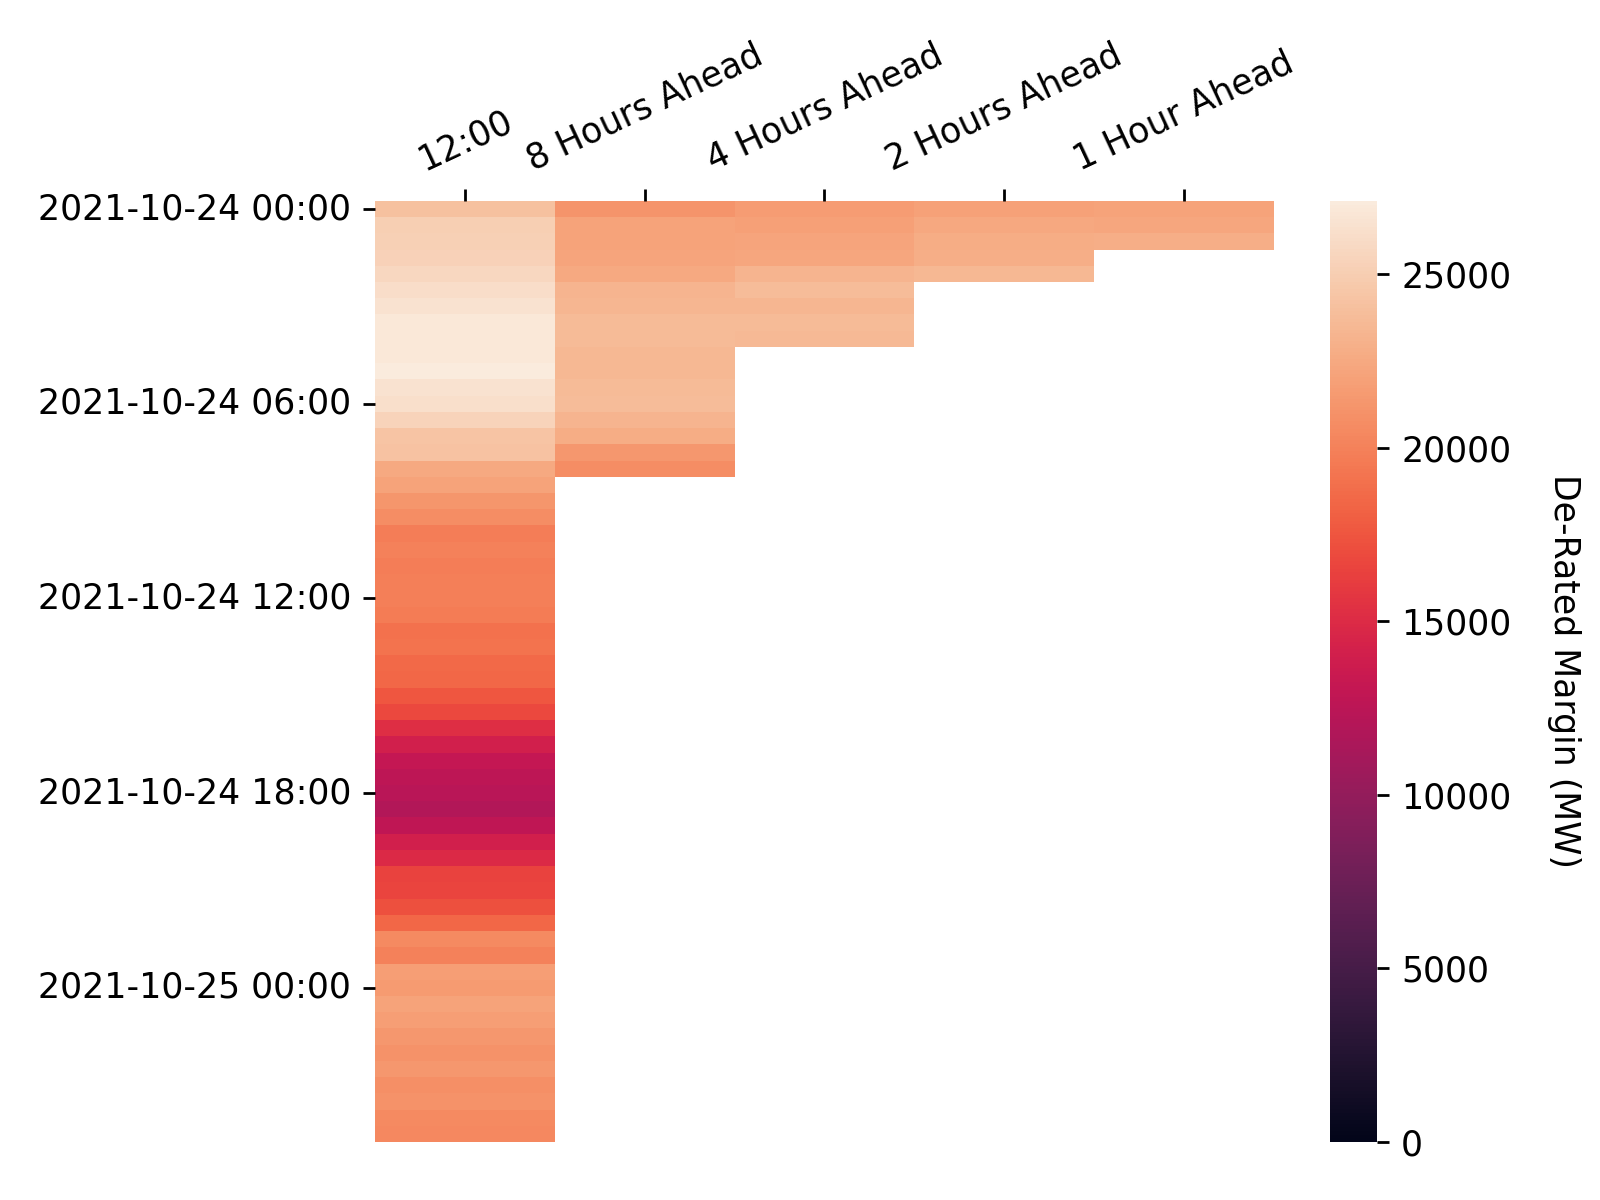 12:00
8 Hours Ahead
4 Hours Ahead
2 Hours Ahead
1 Hour Ahead
2021-10-24 00:00
2021-10-24 06:00
2021-10-24 12:00
2021-10-24 18:00
2021-10-25 00:00
25000
20000
15000
10000
5000
0
De-Rated Margin (MW)